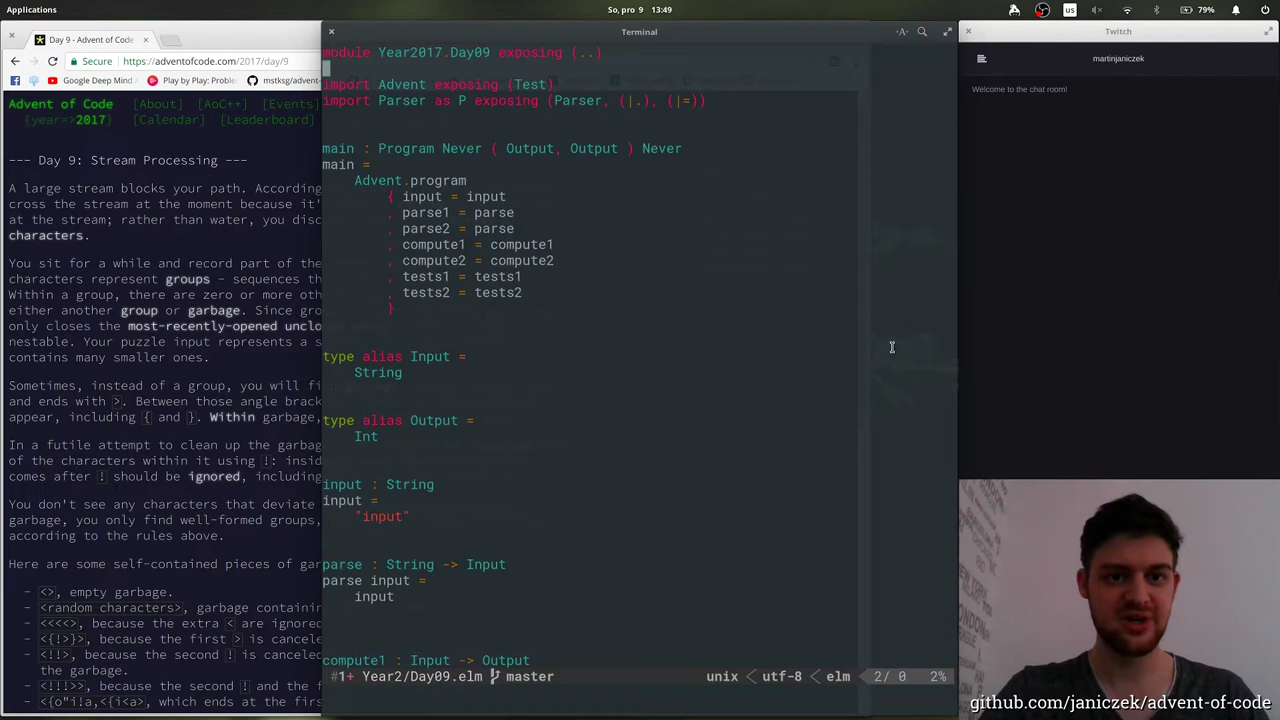 Applications
So, pro 9 13:49
us
79%
Day 9 - Advent of Code
Secure https://adventofcode.com/2017/day/9
Google Deep Mind
Play by Play: Proble
mstksg/ad
Advent of Code [About] [AoC++] [Events]
{year=>2017} [Calendar] [Leaderboard]
--- Day 9: Stream Processing ---
A large stream blocks your path. According
cross the stream at the moment because it'
at the stream; rather than water, you disc
characters.
You sit for a while and record part of the
characters represent groups - sequences th
Within a group, there are zero or more oth
either another group or garbage. Since gro
only closes the most-recently-opened unclo
nestable. Your puzzle input represents a s
contains many smaller ones.
Sometimes, instead of a group, you will fi
and ends with >. Between those angle brack
appear, including { and }. Within garbage,
In a futile attempt to clean up the garbag
of the characters within it using !: insid
comes after ! should be ignored, including
You don't see any characters that deviate
garbage, you only find well-formed groups,
according to the rules above.
Here are some self-contained pieces of gar
- <>, empty garbage.
- <random characters>, garbage containin
- <<<<>, because the extra < are ignored
- <{!>}>, because the first > is canceled
- <!!>, because the second ! is canceled
the garbage.
- <!!!>>, because the second ! and the f
- <{o"i!a,<{i<a>, which ends at the firs
Terminal
-A-
module Year2017.Day09 exposing (..)
import Advent exposing (Test)
import Parser as P exposing (Parser, (|.), (|=))
main : Program Never ( Output, Output ) Never
main =
Advent.program
{ input = input
, parse1 = parse
, parse2 = parse
, compute1 = compute1
, compute2 = compute2
, tests1 = tests1
, tests2 = tests2
}
type alias Input =
String
type alias Output =
Int
input : String
input =
"input"
parse : String -> Input
parse input =
input
compute1 : Input -> Output
#1+ Year2/Day09.elm master unix < utf-8 < elm 2/ 0 2%
Twitch
martinjaniczek
Welcome to the chat room!
github.com/janiczek/advent-of-code